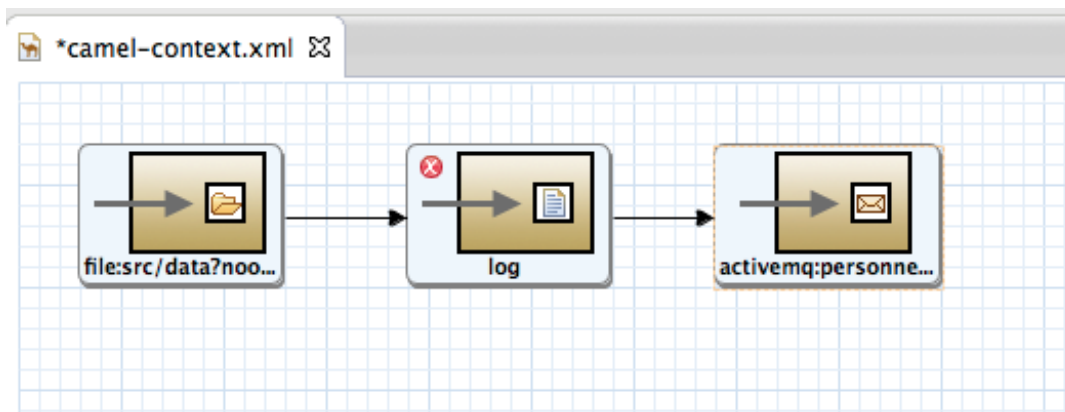 *camel-context.xml
file:src/data?noo...
log
activemq:personne...